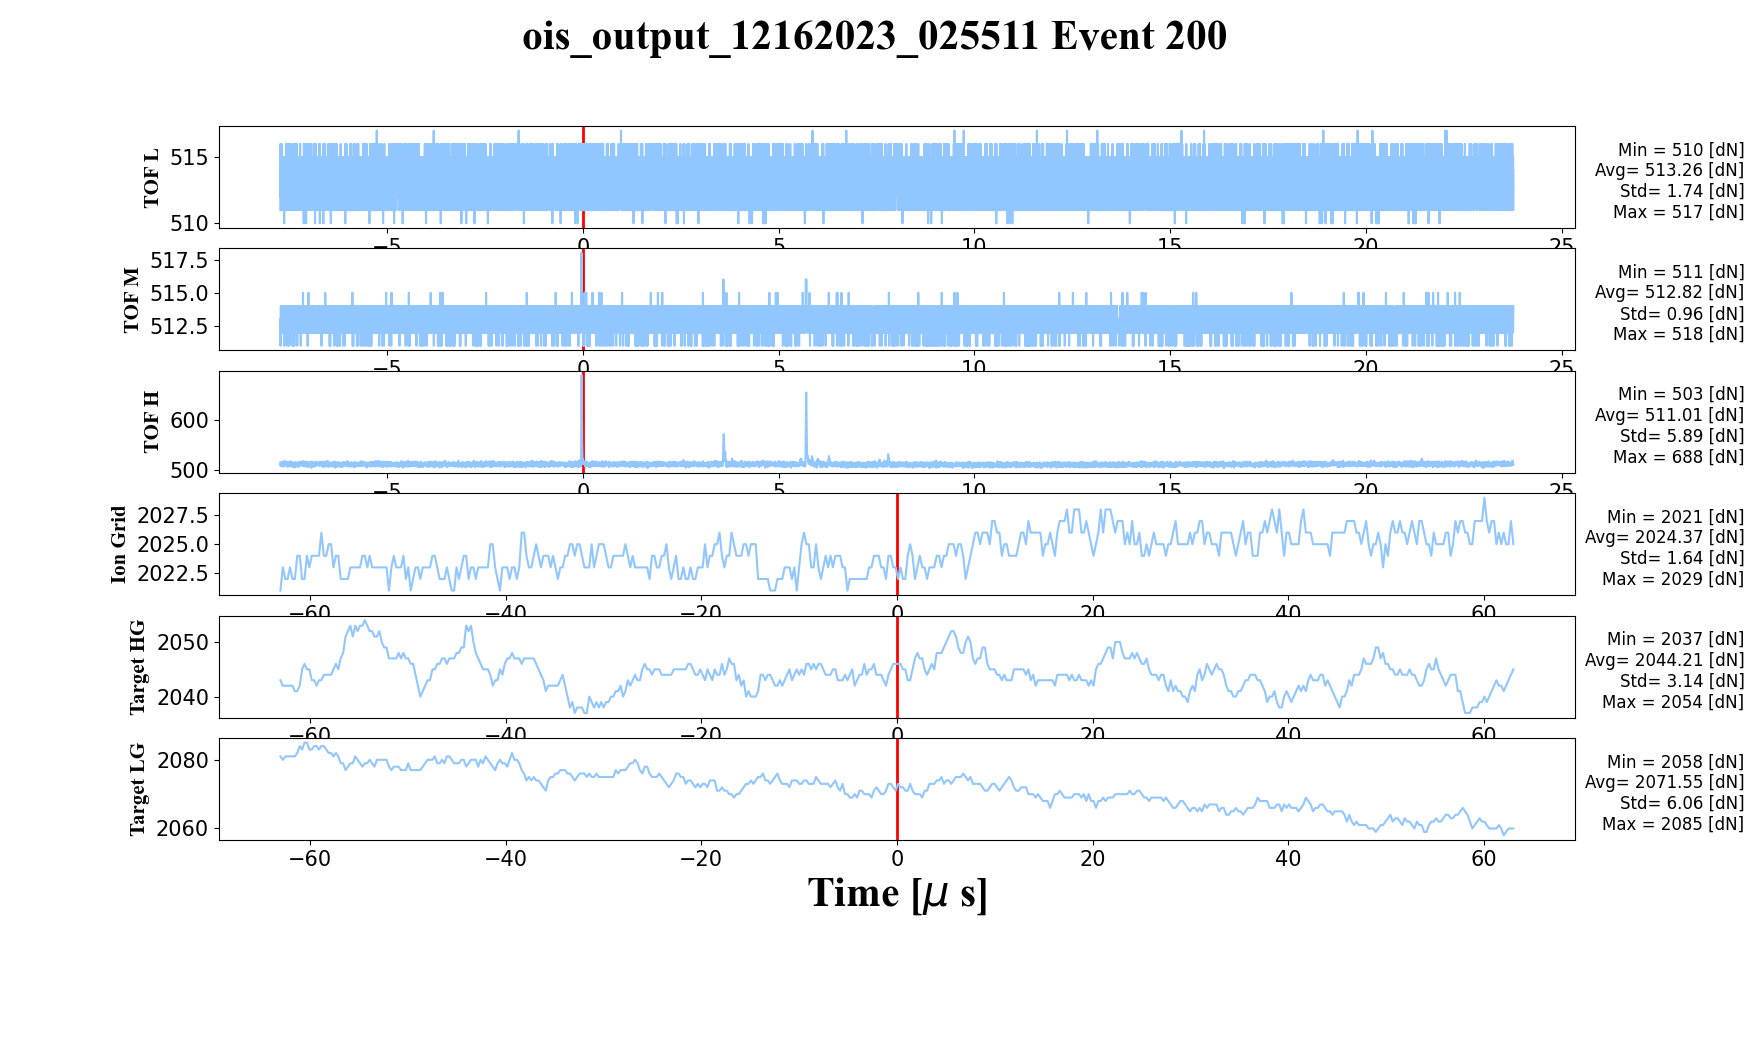 ois_output_12162023_025511 Event 200
TOF L
515
510
−5 0 5 10 15 20 25
Min = 510 [dN]
Avg= 513.26 [dN]
Std= 1.74 [dN]
Max = 517 [dN]
TOF M
517.5
515.0
512.5
−5 0 5 10 15 20 25
Min = 511 [dN]
Avg= 512.82 [dN]
Std= 0.96 [dN]
Max = 518 [dN]
TOF H
600
500
−5 0 5 10 15 20 25
Min = 503 [dN]
Avg= 511.01 [dN]
Std= 5.89 [dN]
Max = 688 [dN]
Ion Grid
2027.5
2025.0
2022.5
−60 −40 −20 0 20 40 60
Min = 2021 [dN]
Avg= 2024.37 [dN]
Std= 1.64 [dN]
Max = 2029 [dN]
Target HG
2050
2040
−60 −40 −20 0 20 40 60
Min = 2037 [dN]
Avg= 2044.21 [dN]
Std= 3.14 [dN]
Max = 2054 [dN]
Target LG
2080
2060
−60 −40 −20 0 20 40 60
Min = 2058 [dN]
Avg= 2071.55 [dN]
Std= 6.06 [dN]
Max = 2085 [dN]
Time [μ s]